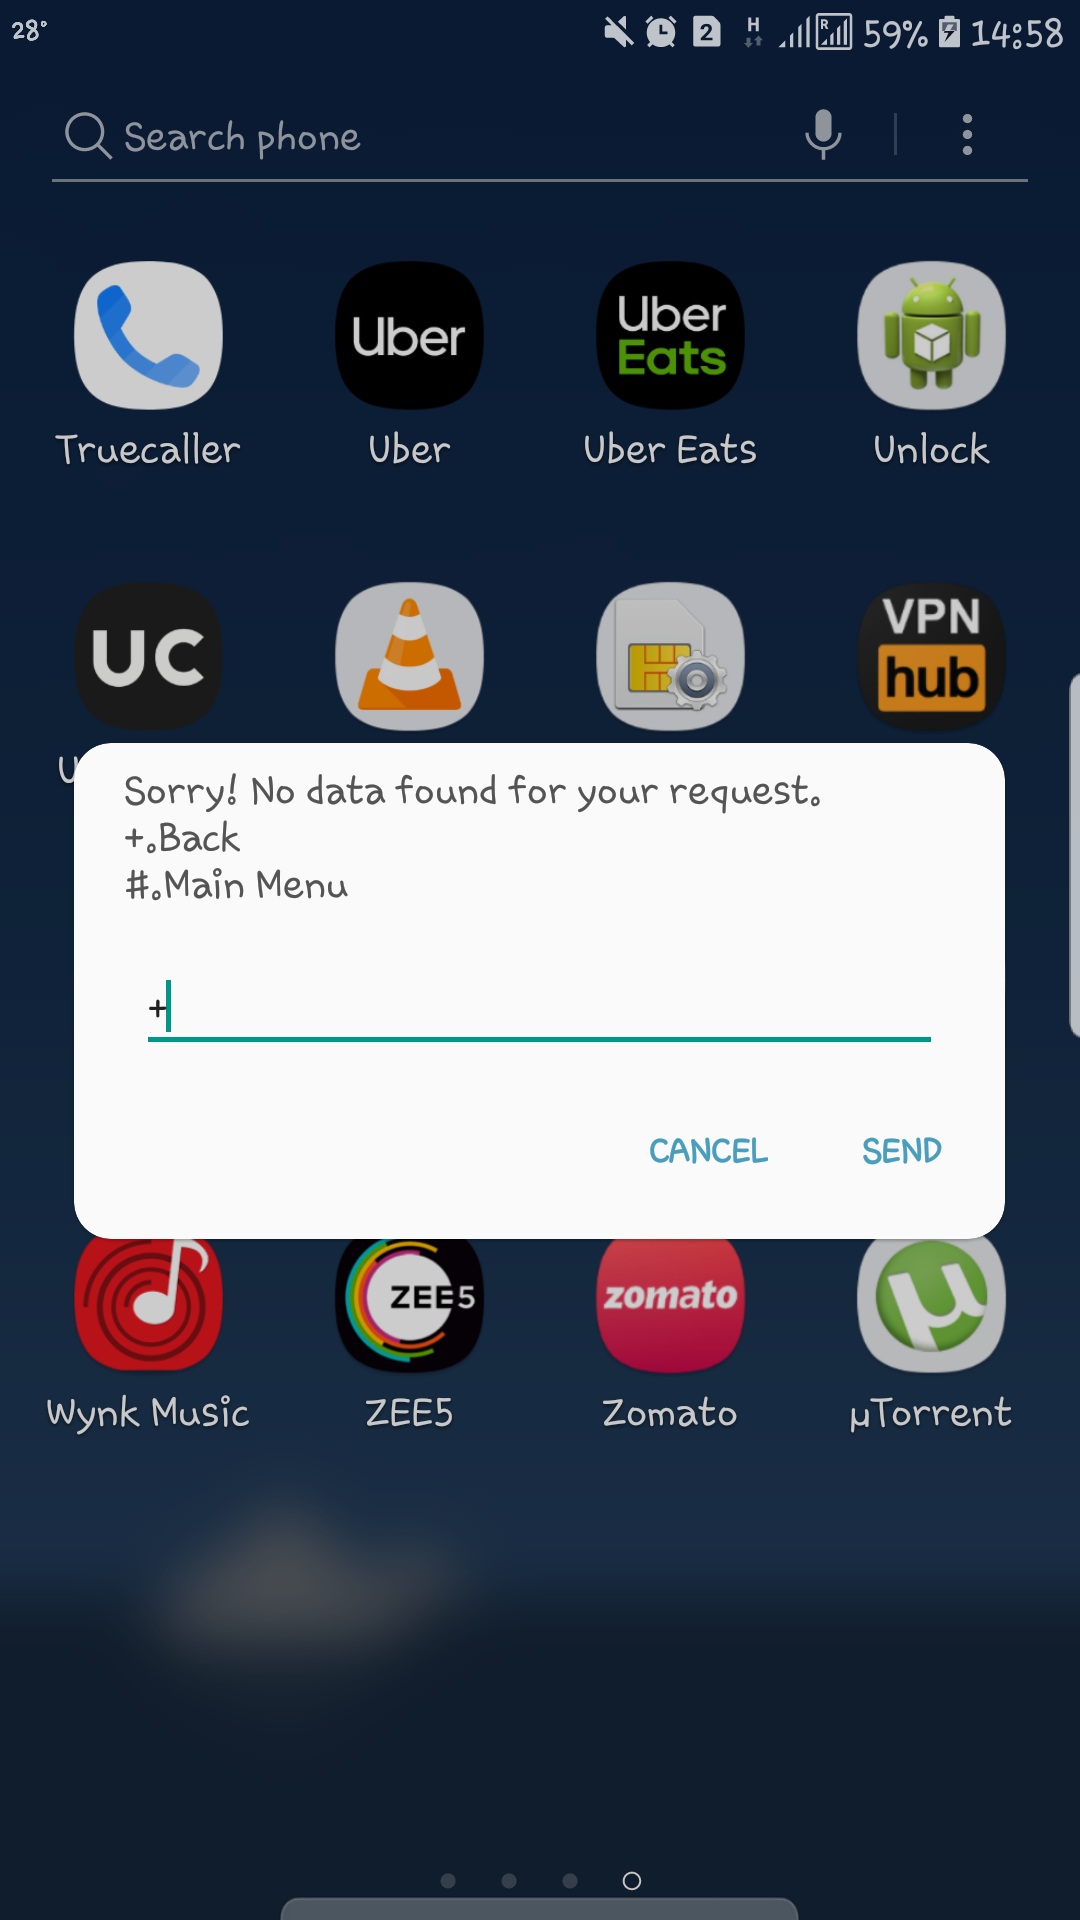 28°
2 H R 59% 14:58
Search phone
Uber
Uber Eats
Truecaller Uber Uber Eats Unlock
UC
VPN hub
U
Sorry! No data found for your request.
+.Back
#.Main Menu
+
CANCEL SEND
ZEE5 zomato µ
Wynk Music ZEE5 Zomato µTorrent